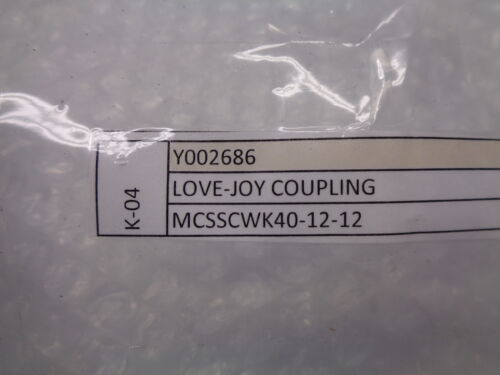 K-04
Y002686
LOVE-JOY COUPLING
MCSSCWK40-12-12